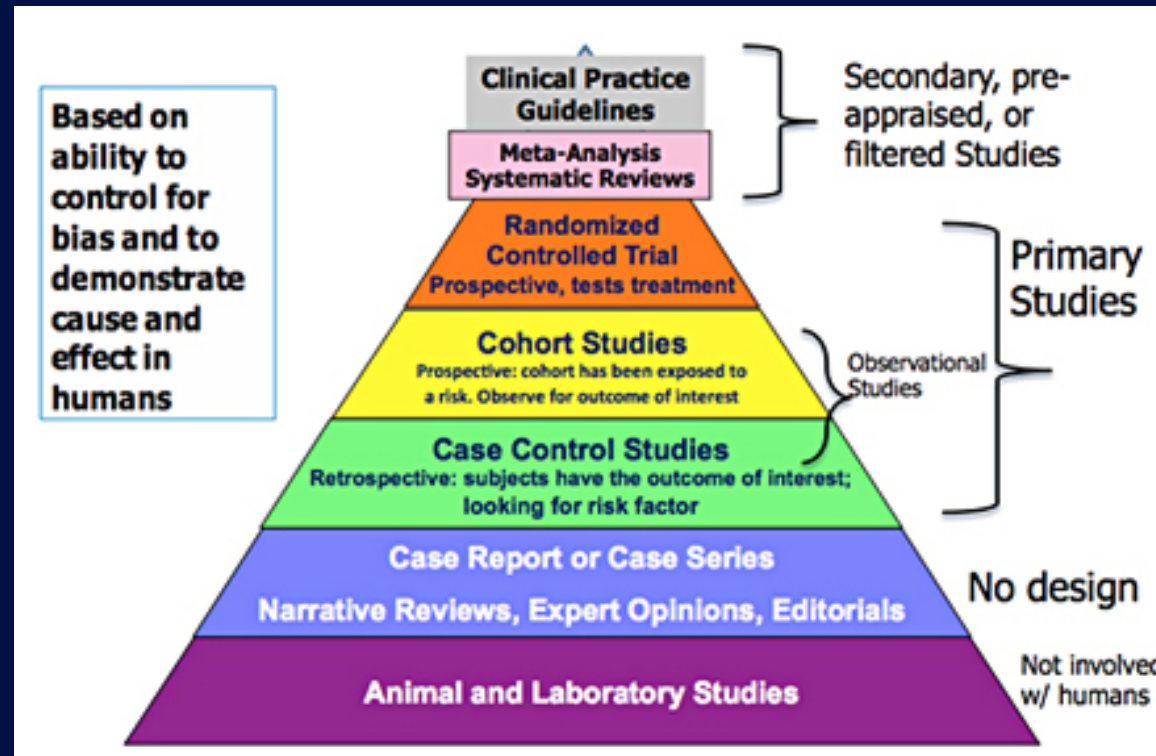 Based on
ability to
control for
bias and to
demonstrate
cause and
effect in
humans
Clinical Practice
Guidelines
Meta-Analysis
Systematic Reviews
Secondary, pre-
appraised, or
filtered Studies
Randomized
Controlled Trial
Prospective, tests treatment
Primary
Studies
Cohort Studies
Prospective: cohort has been exposed to
a risk. Observe for outcome of interest
Observational
Studies
Case Control Studies
Retrospective: subjects have the outcome of interest;
looking for risk factor
Case Report or Case Series
Narrative Reviews, Expert Opinions, Editorials
No design
Animal and Laboratory Studies
Not involved
w/ humans